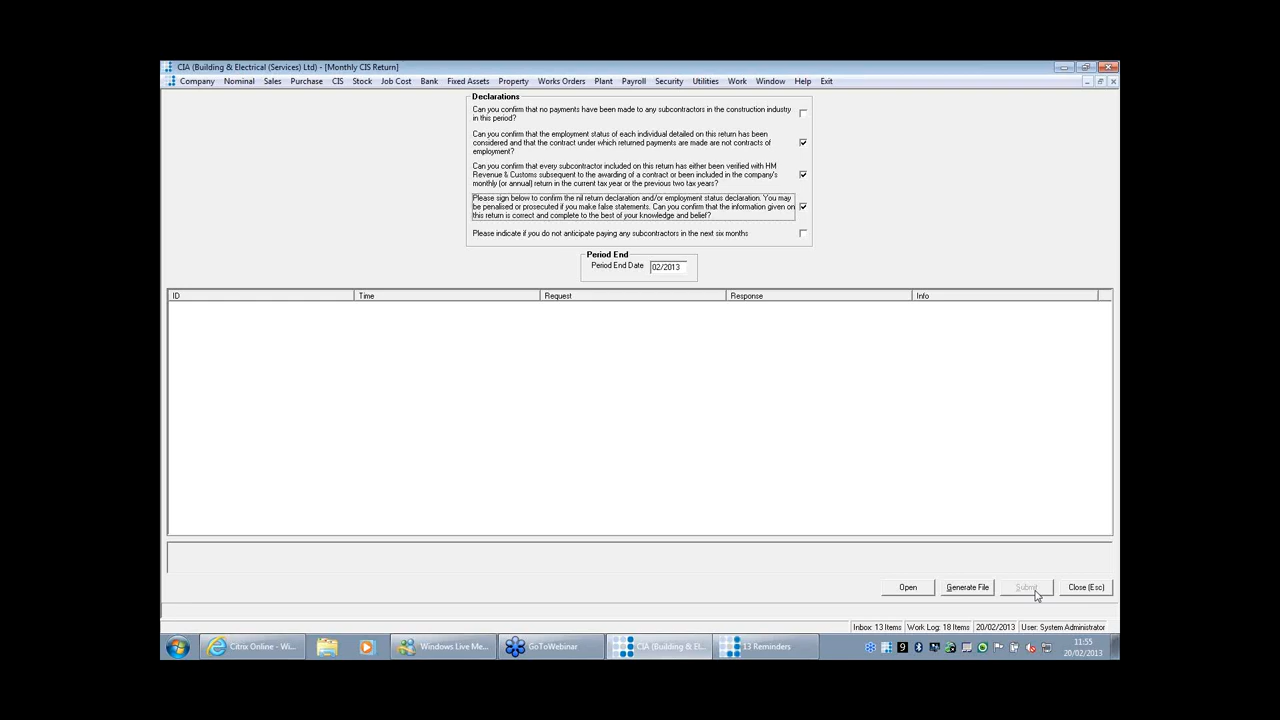 CIA (Building & Electrical (Services) Ltd) - [Monthly CIS Return]
Company Nominal Sales Purchase CIS Stock Job Cost Bank Fixed Assets Property Works Orders Plant Payroll Security Utilities Work Window Help Exit
Declarations
Can you confirm that no payments have been made to any subcontractors in the construction industry
in this period?
Can you confirm that the employment status of each individual detailed on this return has been
considered and that the contract under which returned payments are made are not contracts of
employment?
Can you confirm that every subcontractor included on this return has either been verified with HM
Revenue & Customs subsequent to the awarding of a contract or been included in the company's
monthly (or annual) return in the current tax year or the previous two tax years?
Please sign below to confirm the nil return declaration and/or employment status declaration. You may
be penalised or prosecuted if you make false statements. Can you confirm that the information given on
this return is correct and complete to the best of your knowledge and belief?
Please indicate if you do not anticipate paying any subcontractors in the next six months
Period End
Period End Date 02/2013
ID Time Request Response Info
Open Generate File Submit Close (Esc)
Inbox: 13 Items Work Log: 18 Items 20/02/2013 User: System Administrator
Citrix Online - Wi... Windows Live Me... GoToWebinar CIA (Building & El... 13 Reminders 9 11:55
20/02/2013